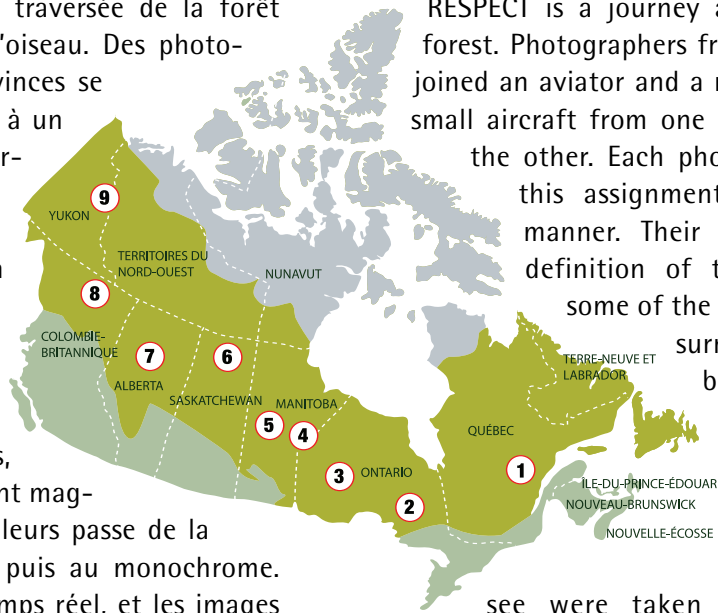 traversée de la forêt
l'oiseau. Des photo-
vinces se
à un
r-
s,
nt mag-
leurs passe de la
puis au monochrome.
mps réel, et les images
RESPECT is a journey a
forest. Photographers fr
joined an aviator and a
small aircraft from one
the other. Each pho
this assignment
manner. Their
definition of t
some of the
surr
b
see were taken
9
YUKON
TERRITOIRES DU
NORD-OUEST
NUNAVUT
8
COLOMBIE-
BRITANNIQUE
7
ALBERTA
6
SASKATCHEWAN
MANITOBA
5
4
3
ONTARIO
2
QUÉBEC
1
TERRE-NEUVE ET
LABRADOR
ÎLE-DU-PRINCE-ÉDOUAR
NOUVEAU-BRUNSWICK
NOUVELLE-ÉCOSSE